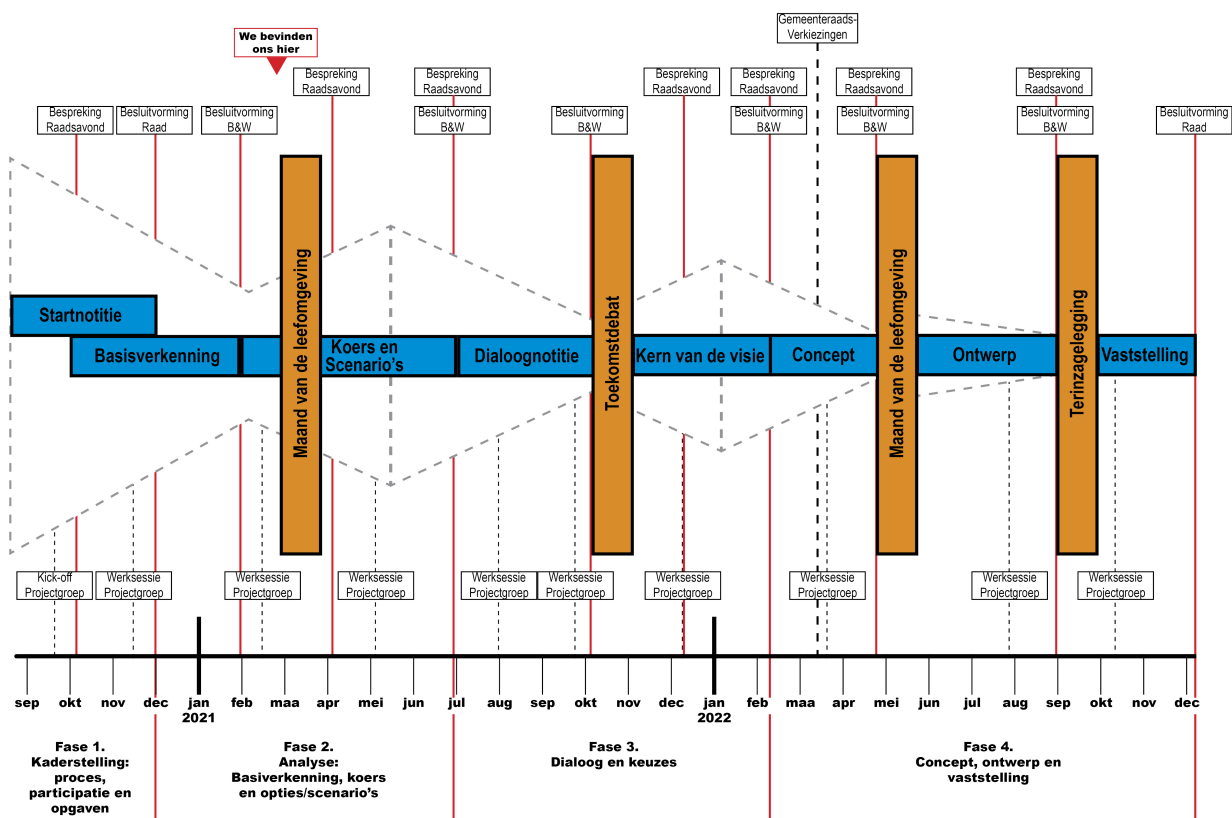 Gemeenteraads-
Verkiezingen
We bevinden
ons hier
Bespreking
Raadsavond
Bespreking
Raadsavond
Bespreking
Raadsavond
Bespreking
Raadsavond
Bespreking
Raadsavond
Bespreking
Raadsavond
Bespreking
Raadsavond
Besluitvorming
Raad
Besluitvorming
B&W
Besluitvorming
B&W
Besluitvorming
B&W
Besluitvorming
B&W
Besluitvorming
B&W
Besluitvorming
B&W
Besluitvorming
Raad
Startnotitie
Basisverkenning
Maand van de leefomgeving
Koers en
Scenario's
Dialoognotitie
Toekomstdebat
Kern van de visie
Concept
Maand van de leefomgeving
Ontwerp
Terinzagelegging
Vaststelling
Kick-off
Projectgroep
Werksessie
Projectgroep
Werksessie
Projectgroep
Werksessie
Projectgroep
Werksessie
Projectgroep
Werksessie
Projectgroep
Werksessie
Projectgroep
Werksessie
Projectgroep
Werksessie
Projectgroep
Werksessie
Projectgroep
sep okt nov dec jan feb maa apr mei jun jul aug sep okt nov dec jan feb maa apr mei jun jul aug sep okt nov dec
2021 2022
Fase 1.
Kaderstelling:
proces,
participatie en
opgaven
Fase 2.
Analyse:
Basiverkenning, koers
en opties/scenario's
Fase 3.
Dialoog en keuzes
Fase 4.
Concept, ontwerp en
vaststelling